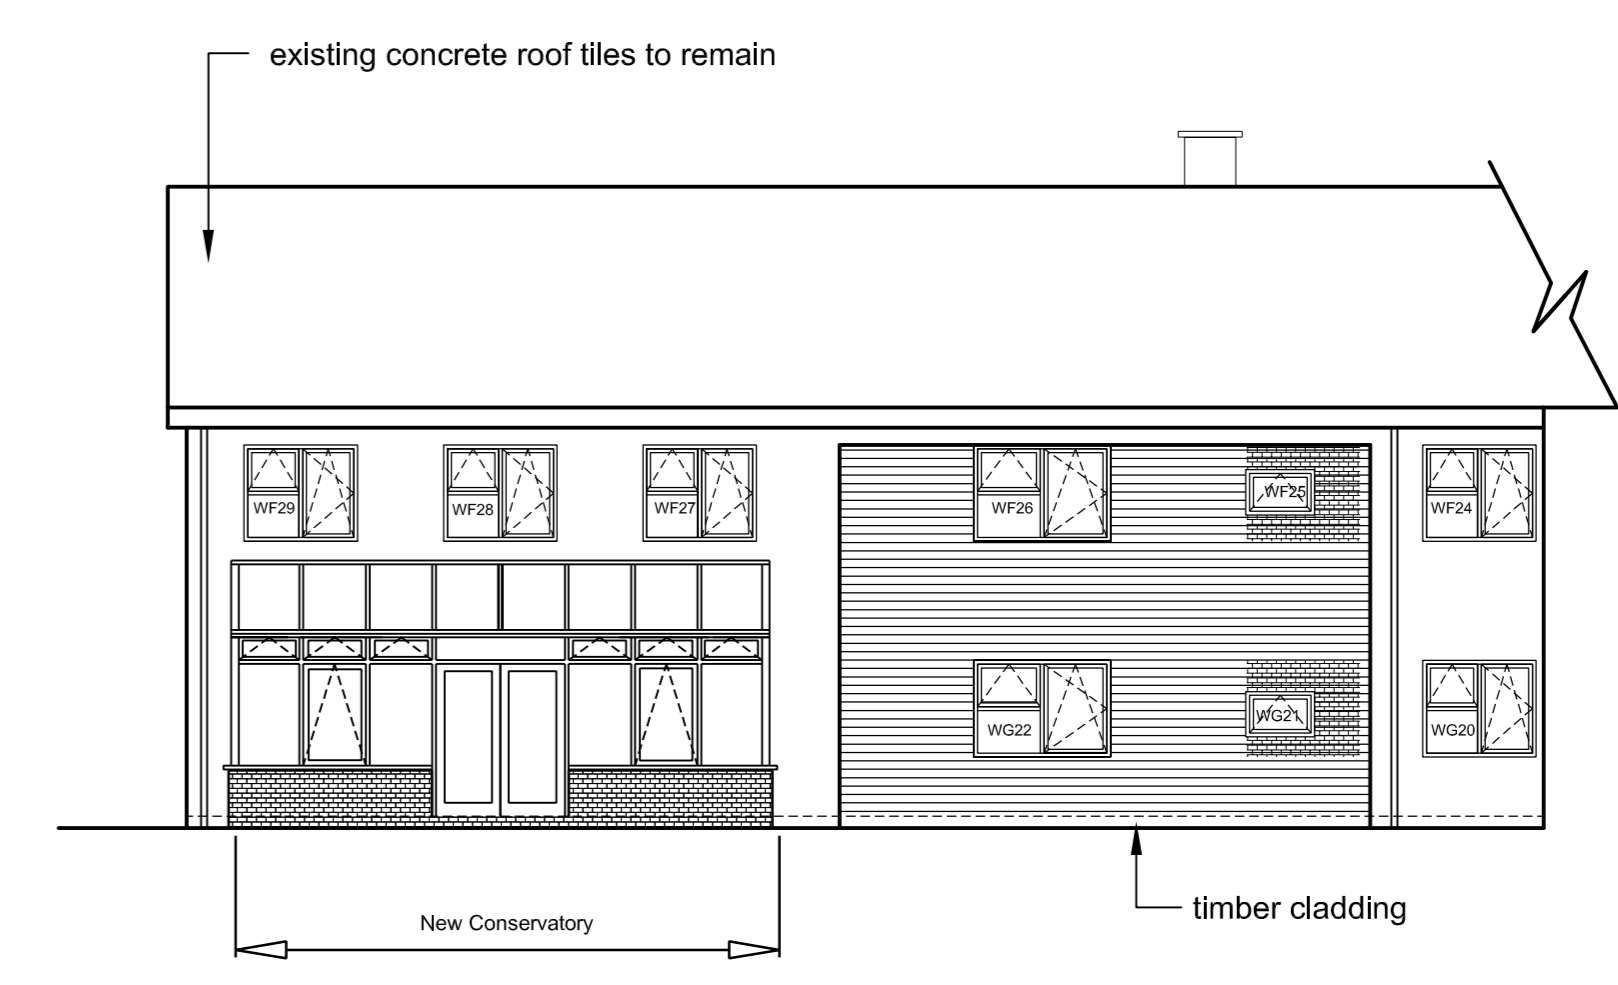 existing concrete roof tiles to remain
WF29
WF28
WF27
WF26
WF25
WF24
WG22
WG21
WG20
timber cladding
New Conservatory